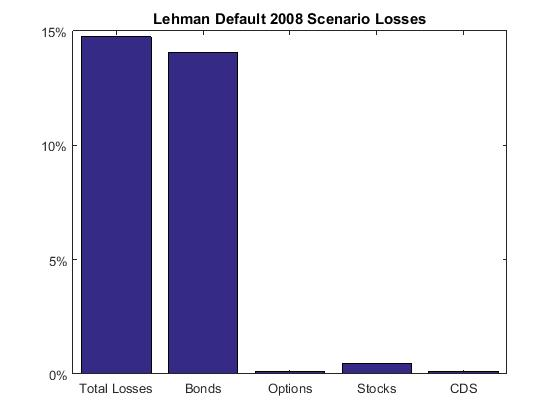 Lehman Default 2008 Scenario Losses
15%
10%
5%
0%
Total Losses Bonds Options Stocks CDS